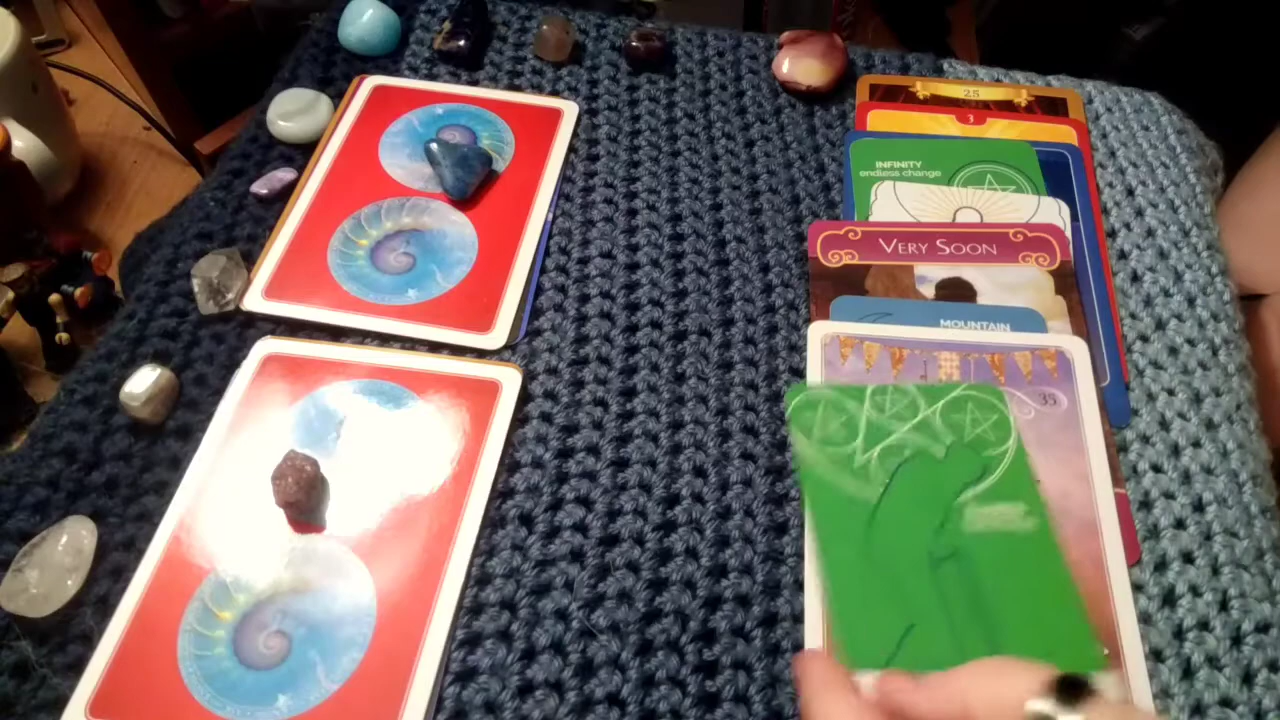 25
3
INFINITY
endless change
VERY SOON
MOUNTAIN
35